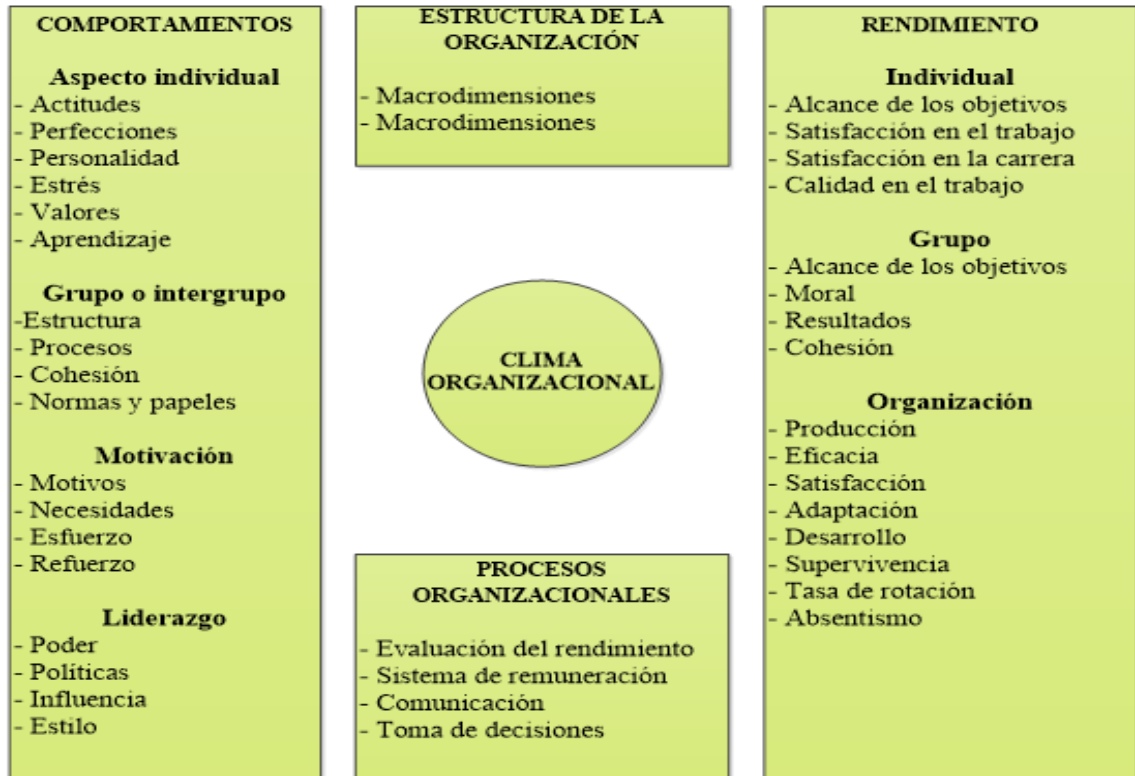 COMPORTAMIENTOS
Aspecto individual
- Actitudes
- Perfecciones
- Personalidad
- Estrés
- Valores
- Aprendizaje
Grupo o intergrupo
-Estructura
- Procesos
- Cohesión
- Normas y papeles
Motivación
- Motivos
- Necesidades
- Esfuerzo
- Refuerzo
Liderazgo
- Poder
- Políticas
- Influencia
- Estilo
ESTRUCTURA DE LA
ORGANIZACIÓN
- Macrodimensiones
- Macrodimensiones
CLIMA
ORGANIZACIONAL
PROCESOS
ORGANIZACIONALES
- Evaluación del rendimiento
- Sistema de remuneración
- Comunicación
- Toma de decisiones
RENDIMIENTO
Individual
- Alcance de los objetivos
- Satisfacción en el trabajo
- Satisfacción en la carrera
- Calidad en el trabajo
Grupo
- Alcance de los objetivos
- Moral
- Resultados
- Cohesión
Organización
- Producción
- Eficacia
- Satisfacción
- Adaptación
- Desarrollo
- Supervivencia
- Tasa de rotación
- Absentismo